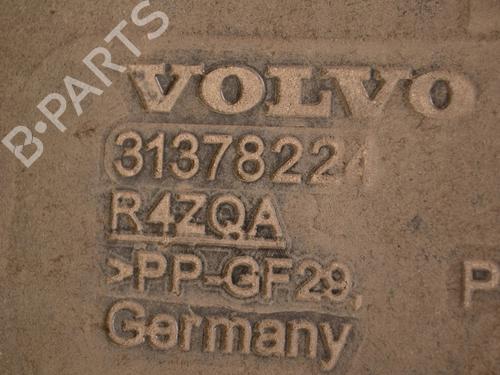 B-PARTS
VOLVO
31378224
R4ZQA
>PP-GF29,
P
Germany